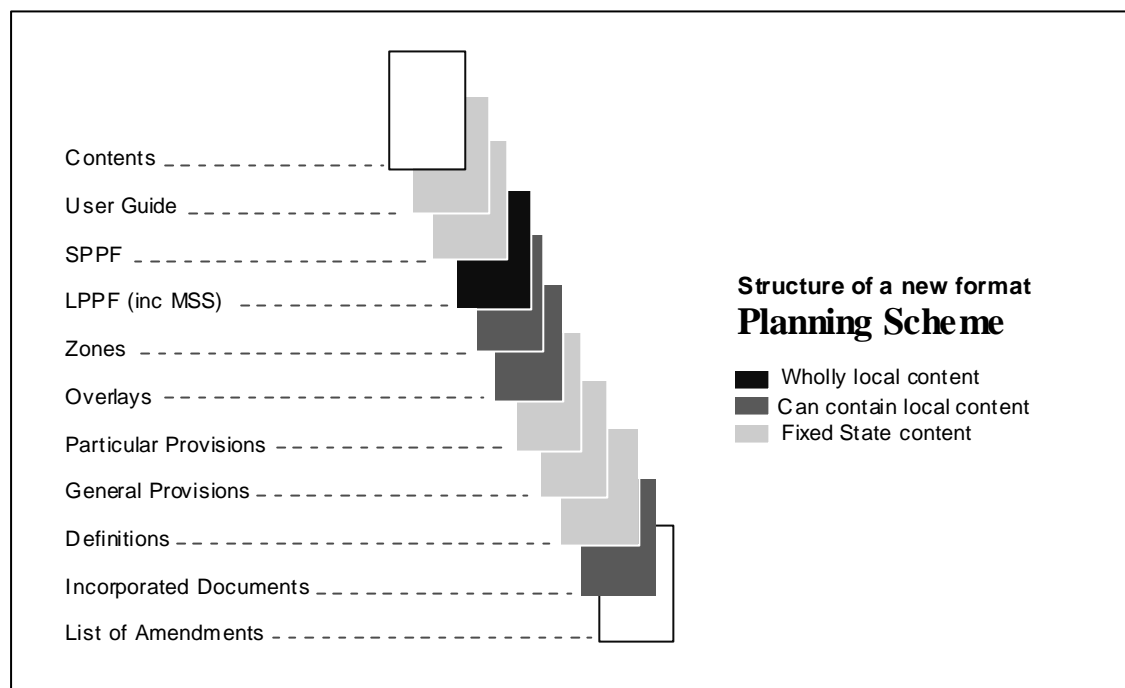 Contents
User Guide
SPPF
LPPF (inc MSS)
Zones
Overlays
Particular Provisions
General Provisions
Definitions
Incorporated Documents
List of Amendments
Structure of a new format
Planning Scheme
Wholly local content
Can contain local content
Fixed State content